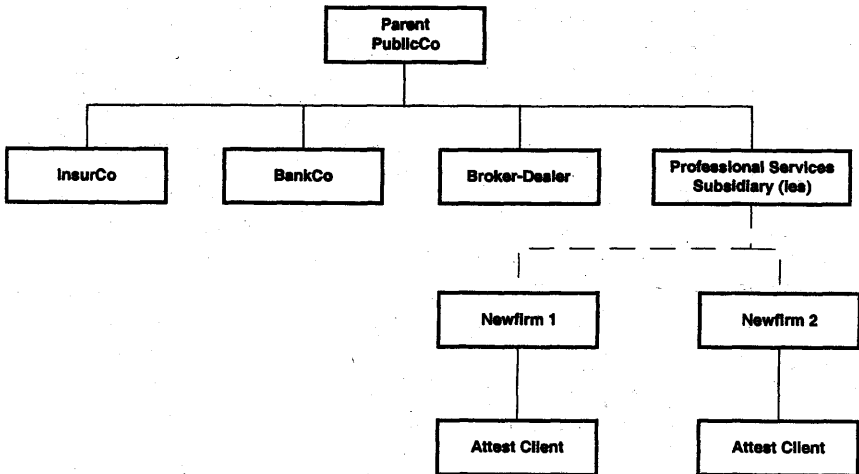 Parent
PublicCo
InsurCo
BankCo
Broker-Dealer
Professional Services
Subsidiary (ies)
Newfirm 1
Newfirm 2
Attest Client
Attest Client